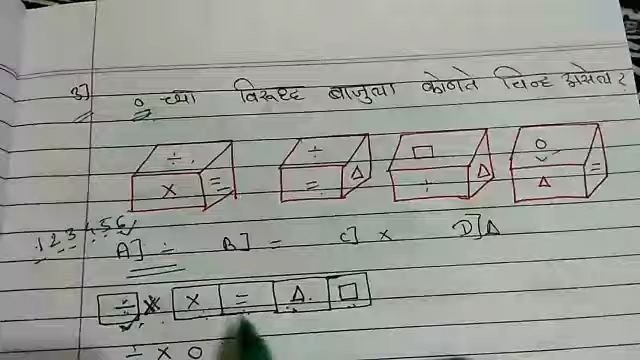 3] ० च्या विरूध्द बाजुला कोणते चिन्ह असेल ?
÷ × =
÷ = Δ
□ ÷ Δ
० Δ =
1 2 3 4 5 6
A] ÷ B] = C] × D] Δ
÷ × = Δ □
÷ × ०